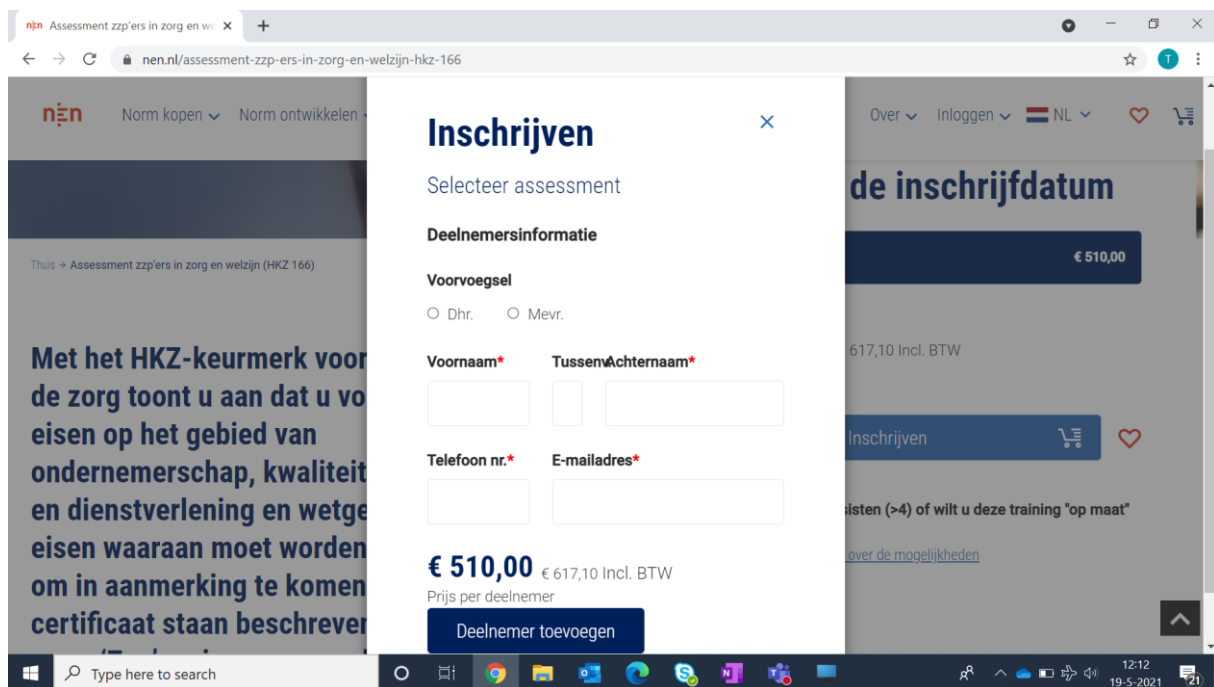 nen Assessment zzp'ers in zorg en we
nen.nl/assessment-zzp-ers-in-zorg-en-welzijn-hkz-166
T
nen
Norm kopen
Norm ontwikkelen
Over
Inloggen
NL
Inschrijven
Selecteer assessment
Deelnemersinformatie
Voorvoegsel
Dhr.
Mevr.
Voornaam*
Tussenv
Achternaam*
Telefoon nr.*
E-mailadres*
€ 510,00 € 617,10 Incl. BTW
Prijs per deelnemer
Deelnemer toevoegen
Thuis → Assessment zzp'ers in zorg en welzijn (HKZ 166)
Met het HKZ-keurmerk voor
de zorg toont u aan dat u vo
eisen op het gebied van
ondernemerschap, kwaliteit
en dienstverlening en wetge
eisen waaraan moet worden
om in aanmerking te komen
certificaat staan beschreven
de inschrijfdatum
€ 510,00
617,10 Incl. BTW
Inschrijven
sisten (>4) of wilt u deze training "op maat"
over de mogelijkheden
Type here to search
12:12
19-5-2021
21